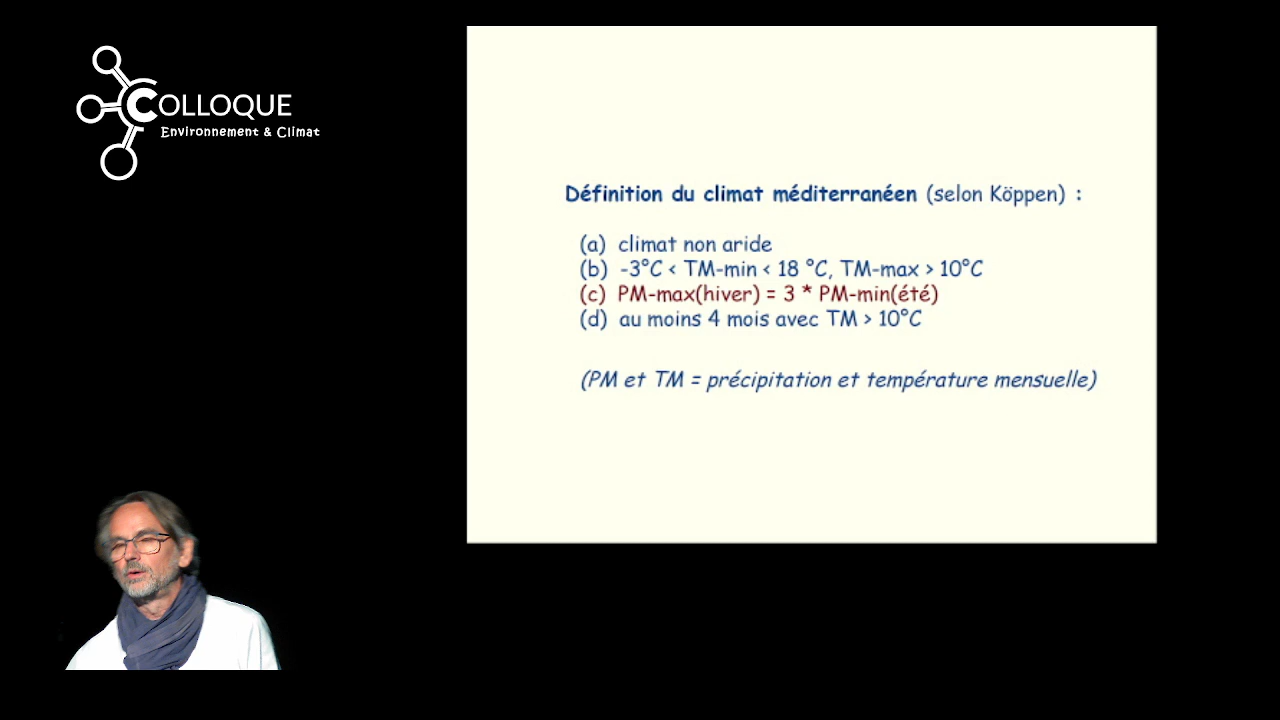 COLLOQUE
Environnement & Climat
Définition du climat méditerranéen (selon Köppen) :
(a) climat non aride
(b) -3°C < TM-min < 18 °C, TM-max > 10°C
(c) PM-max(hiver) = 3 * PM-min(été)
(d) au moins 4 mois avec TM > 10°C
(PM et TM = précipitation et température mensuelle)